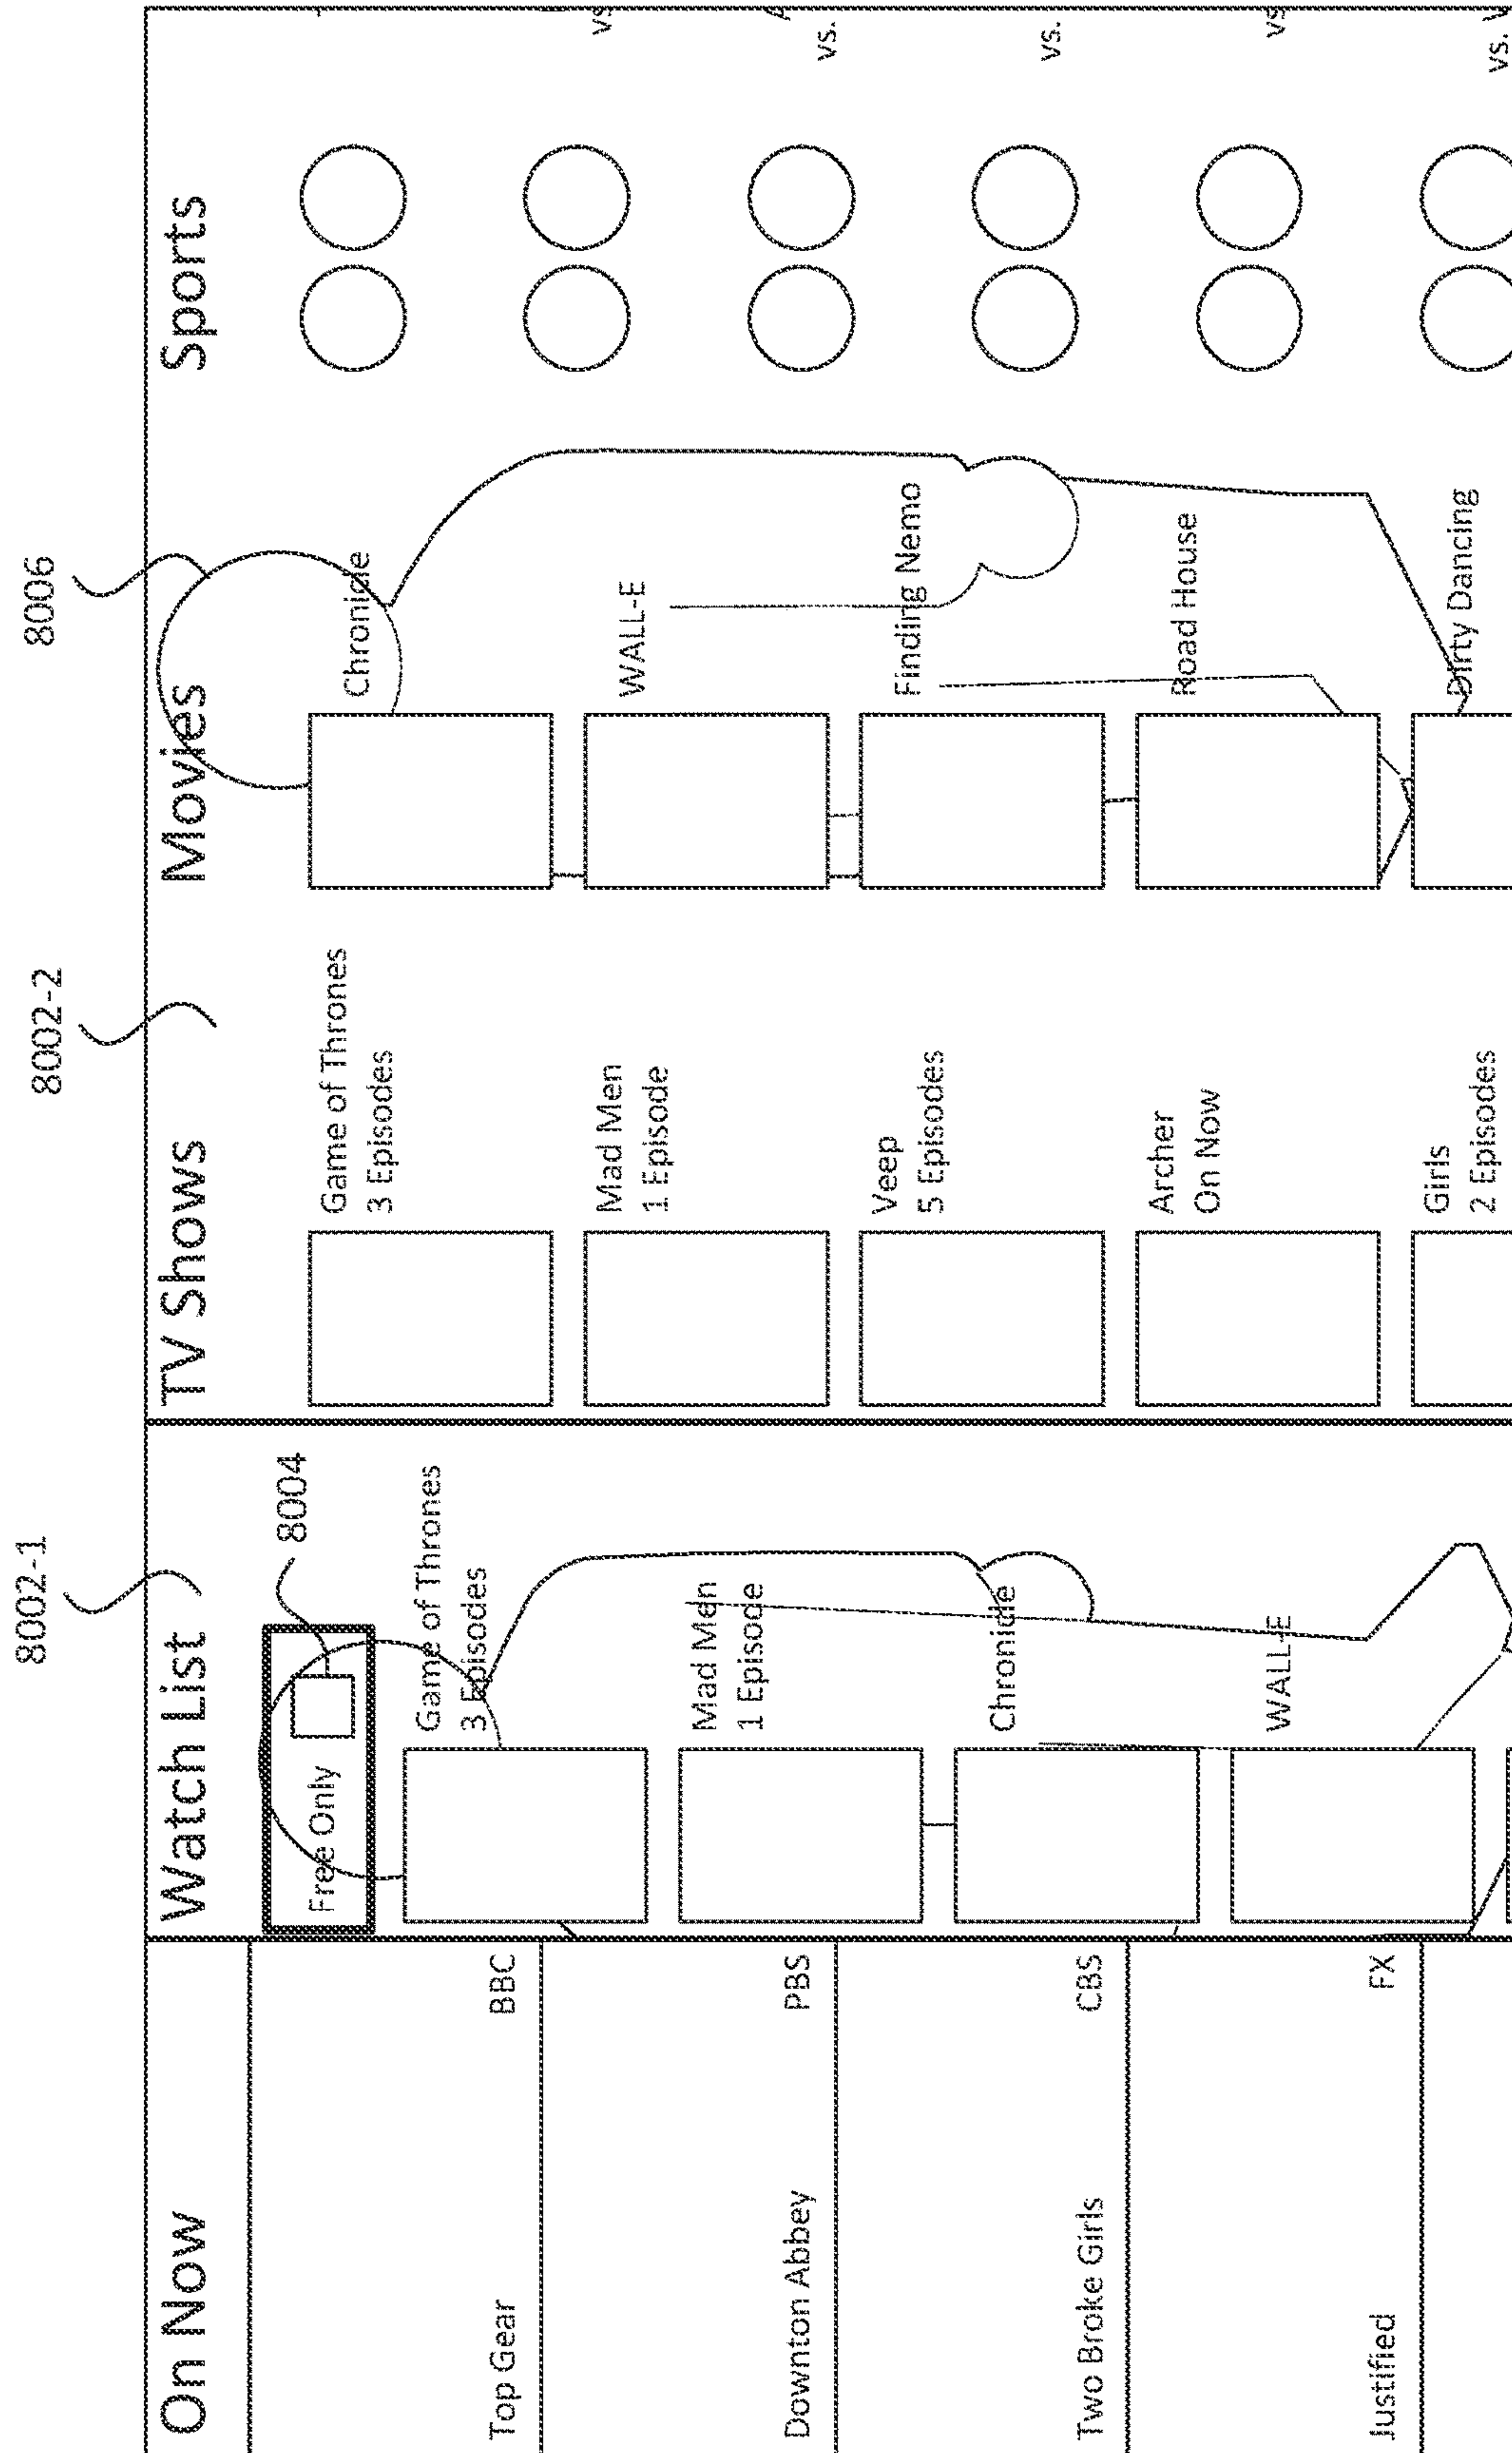 8002-1
8002-2
8006
On Now
Top Gear
BBC
Downton Abbey
PBS
Two Broke Girls
CBS
Justified
FX
Watch List
Free Only
8004
Game of Thrones
3 Episodes
Mad Men
1 Episode
Chronicle
WALL-E
TV Shows
Game of Thrones
3 Episodes
Mad Men
1 Episode
Veep
5 Episodes
Archer
On Now
Girls
2 Episodes
Movies
Chronicle
WALL-E
Finding Nemo
Road House
Dirty Dancing
Sports
vs.
vs.
vs.